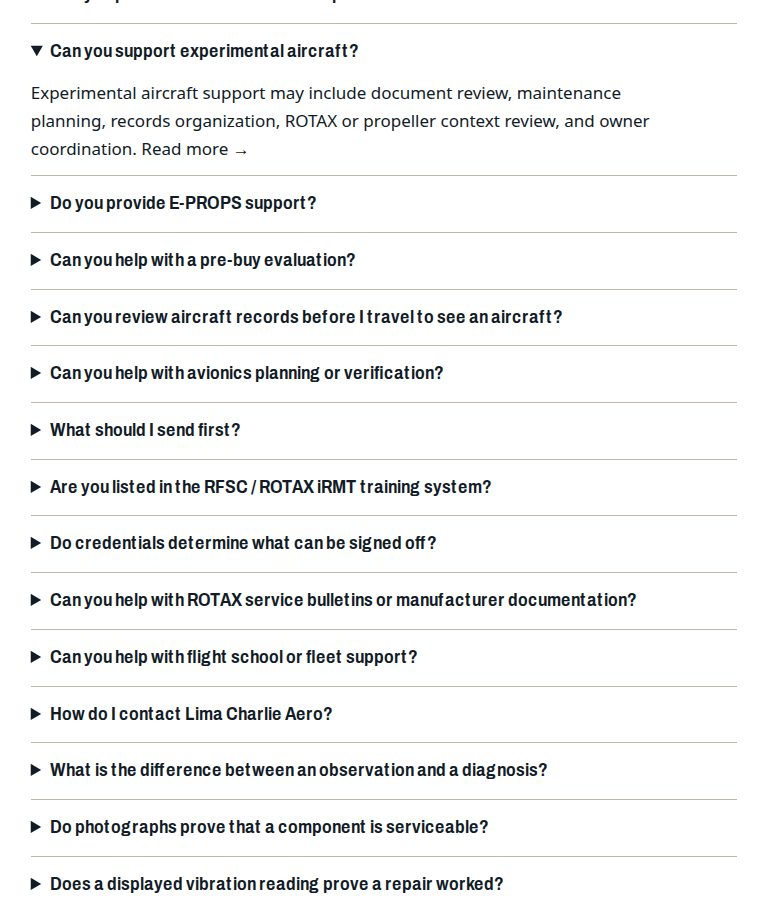 Can you support experimental aircraft?
Experimental aircraft support may include document review, maintenance
planning, records organization, ROTAX or propeller context review, and owner
coordination. Read more →
Do you provide E-PROPS support?
Can you help with a pre-buy evaluation?
Can you review aircraft records before I travel to see an aircraft?
Can you help with avionics planning or verification?
What should I send first?
Are you listed in the RFSC / ROTAX iRMT training system?
Do credentials determine what can be signed off?
Can you help with ROTAX service bulletins or manufacturer documentation?
Can you help with flight school or fleet support?
How do I contact Lima Charlie Aero?
What is the difference between an observation and a diagnosis?
Do photographs prove that a component is serviceable?
Does a displayed vibration reading prove a repair worked?